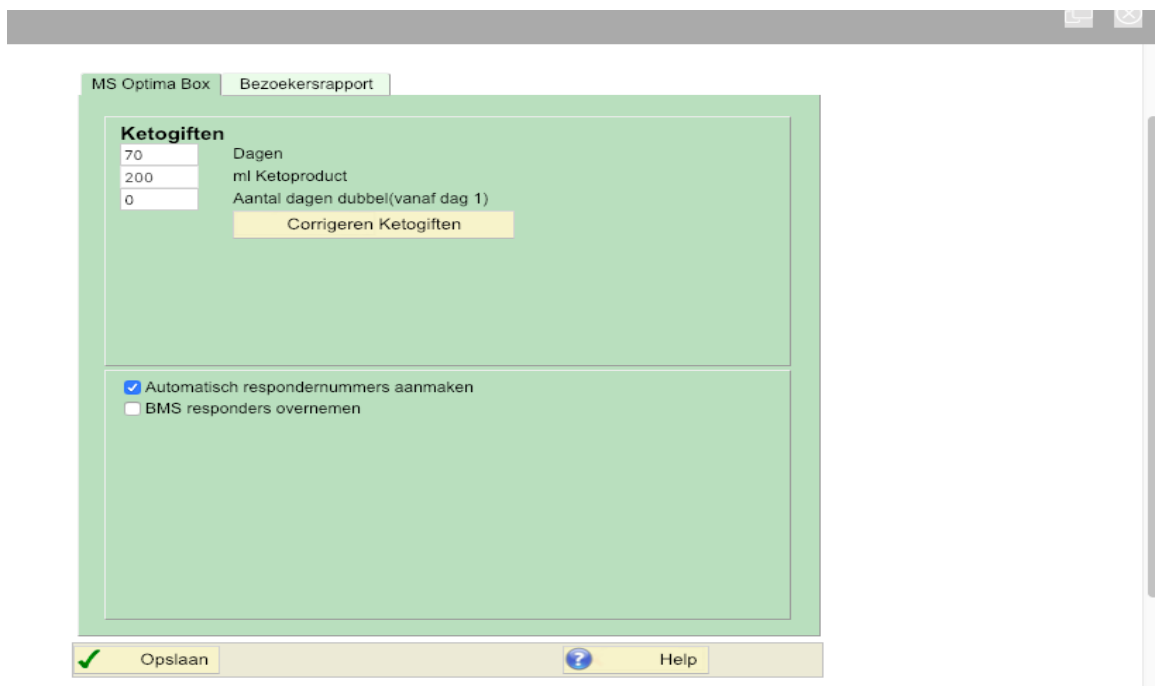 MS Optima Box Bezoekersrapport
Ketogiften
70 Dagen
200 ml Ketoproduct
0 Aantal dagen dubbel(vanaf dag 1)
Corrigeren Ketogiften
Automatisch respondernummers aanmaken
BMS responders overnemen
Opslaan ? Help